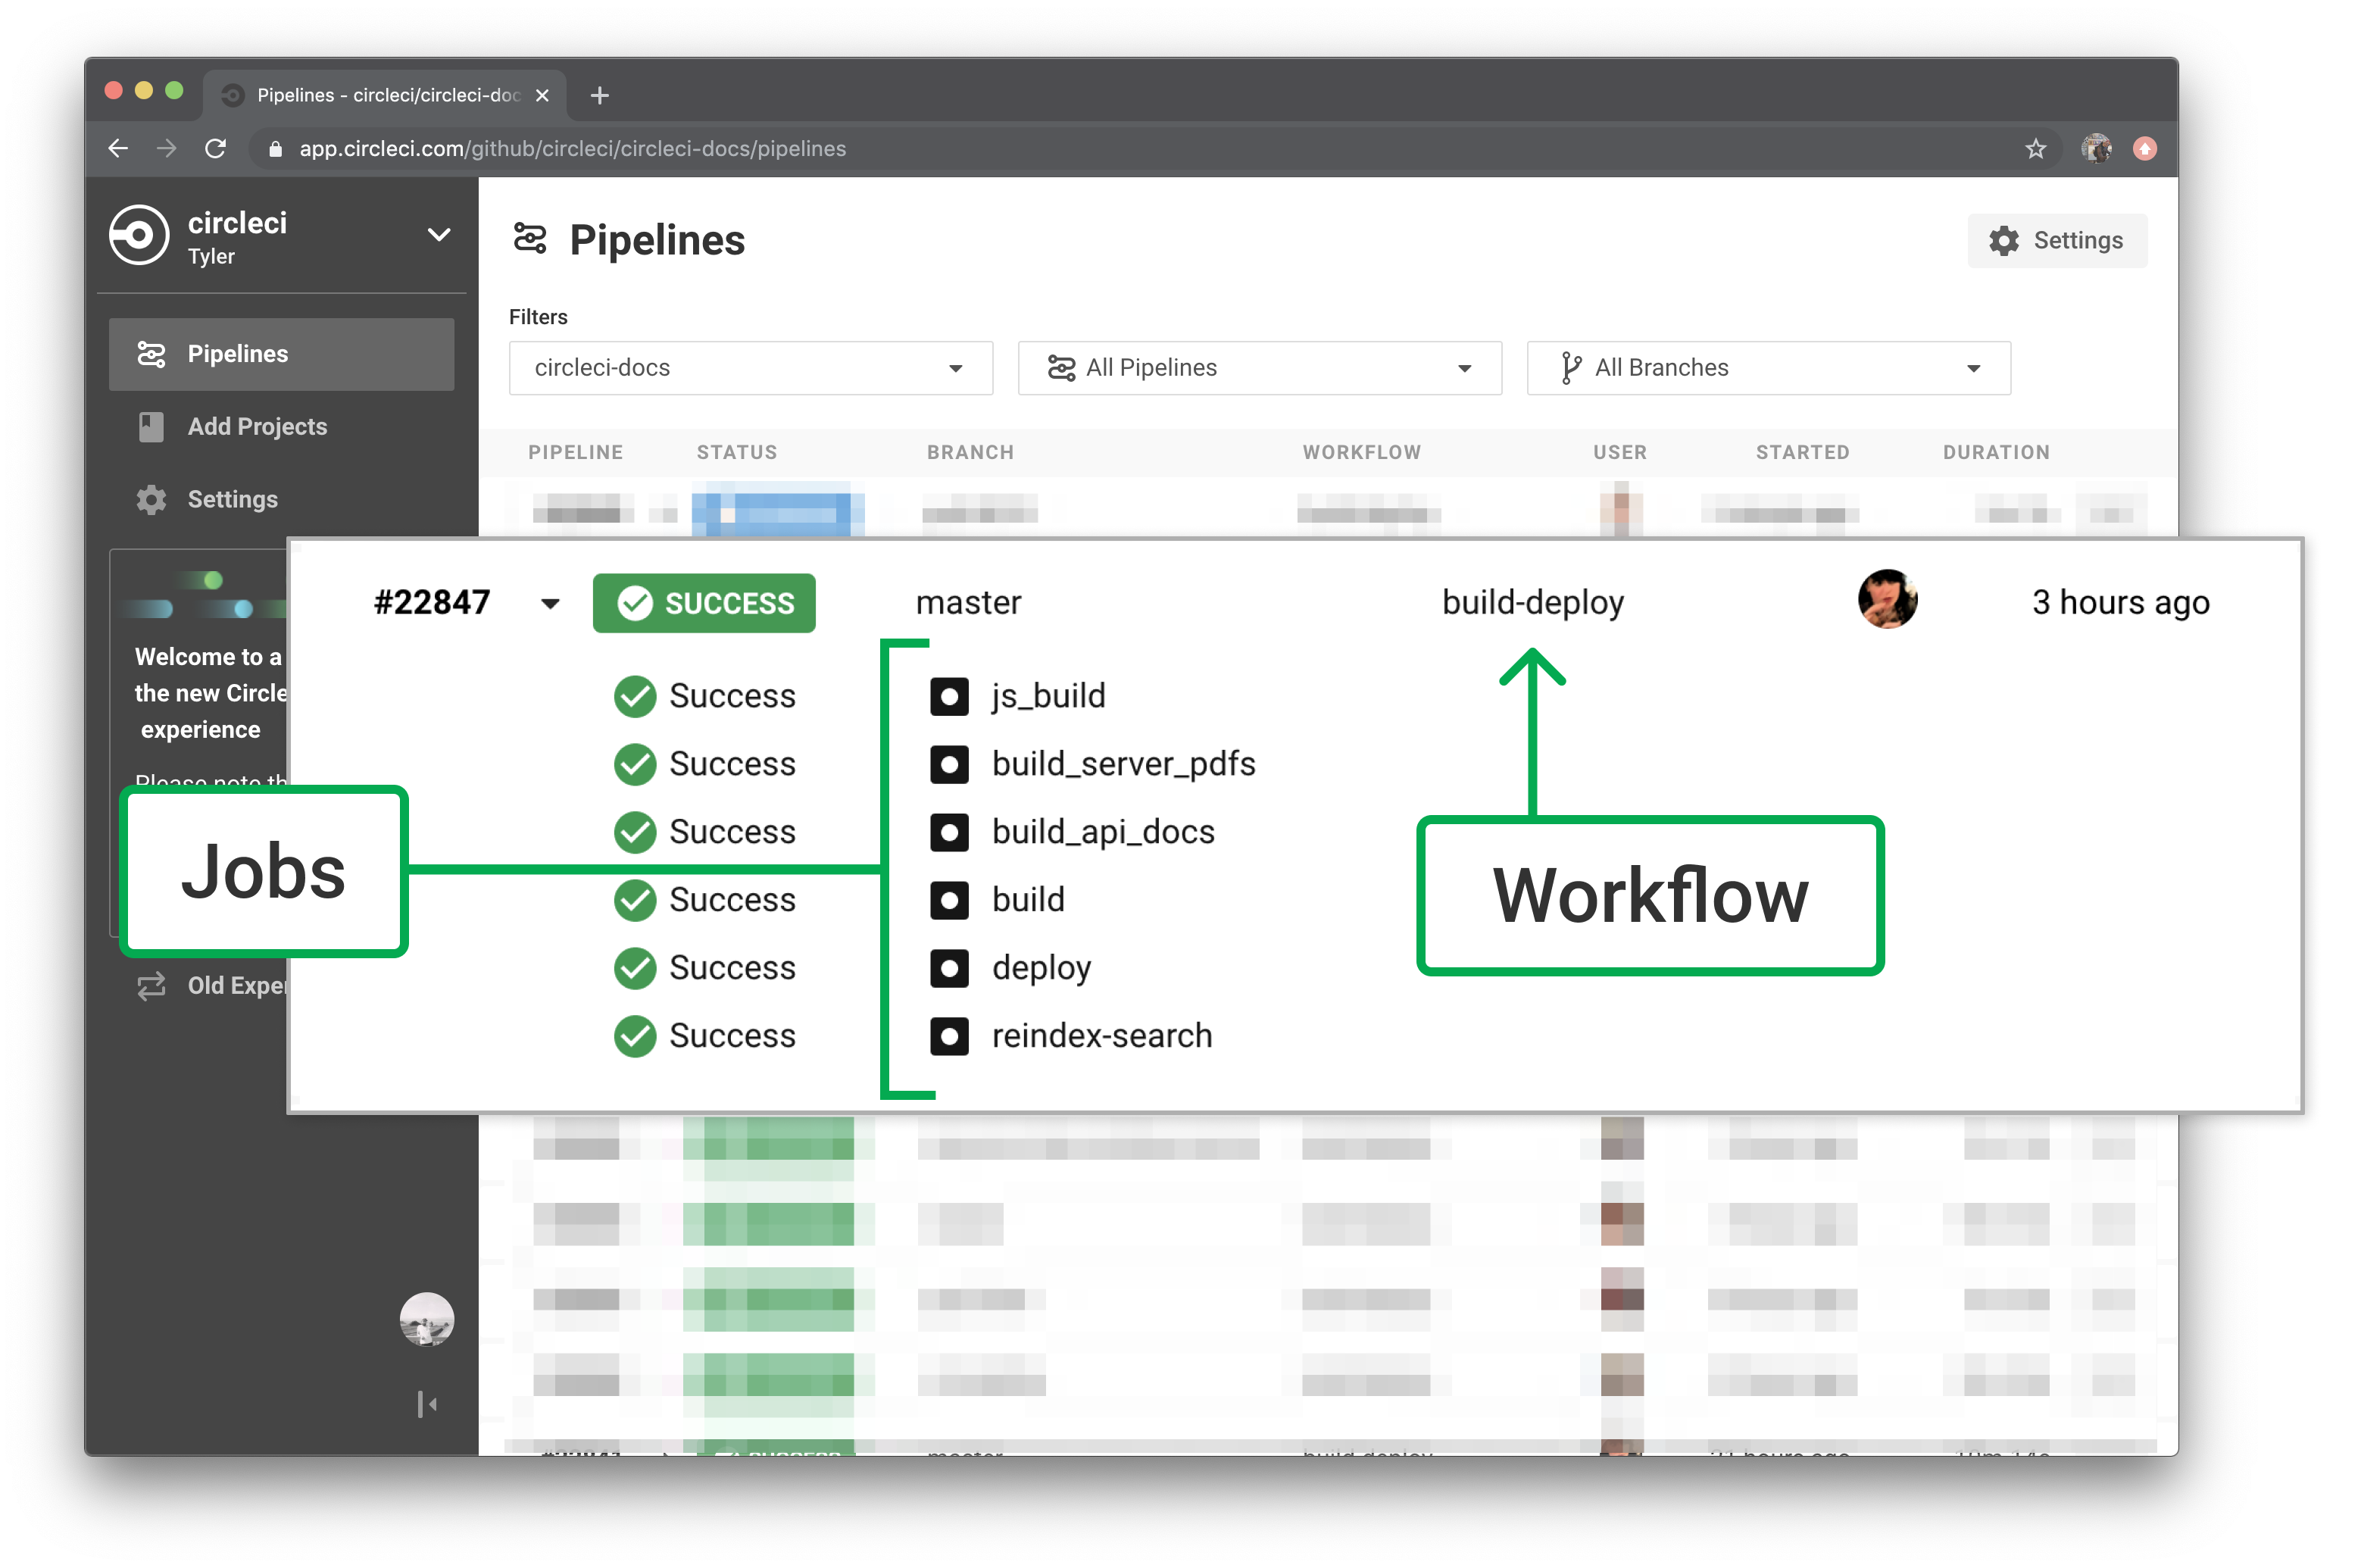 Pipelines - circleci/circleci-doc
app.circleci.com/github/circleci/circleci-docs/pipelines
circleci
Tyler
Pipelines
Add Projects
Settings
Welcome to a
the new Circle
experience
Please note th
Old Exper
Pipelines
Settings
Filters
circleci-docs
All Pipelines
All Branches
PIPELINE STATUS BRANCH WORKFLOW USER STARTED DURATION
#22847 SUCCESS master build-deploy 3 hours ago
Success js_build
Success build_server_pdfs
Success build_api_docs
Success build
Success deploy
Success reindex-search
Jobs
Workflow
master build-deploy